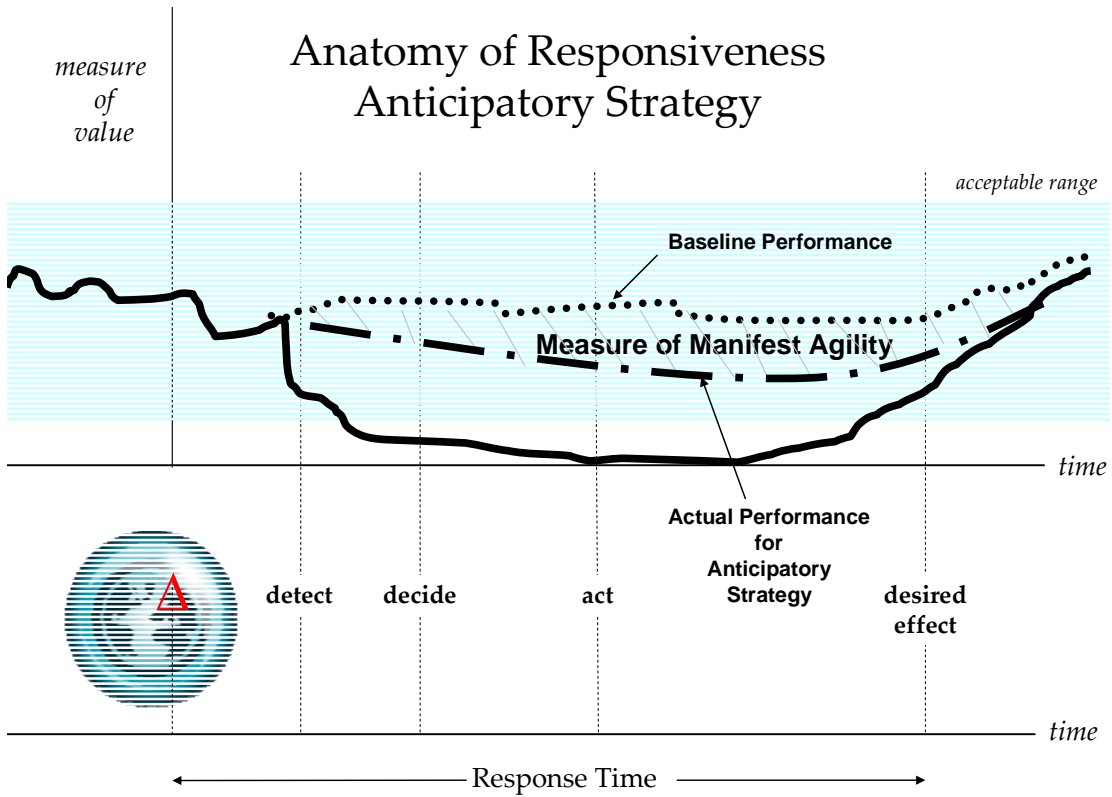 Anatomy of Responsiveness
Anticipatory Strategy
measure
of
value
acceptable range
Baseline Performance
Measure of Manifest Agility
time
Actual Performance
for
Anticipatory
Strategy
Δ
detect
decide
act
desired
effect
time
Response Time